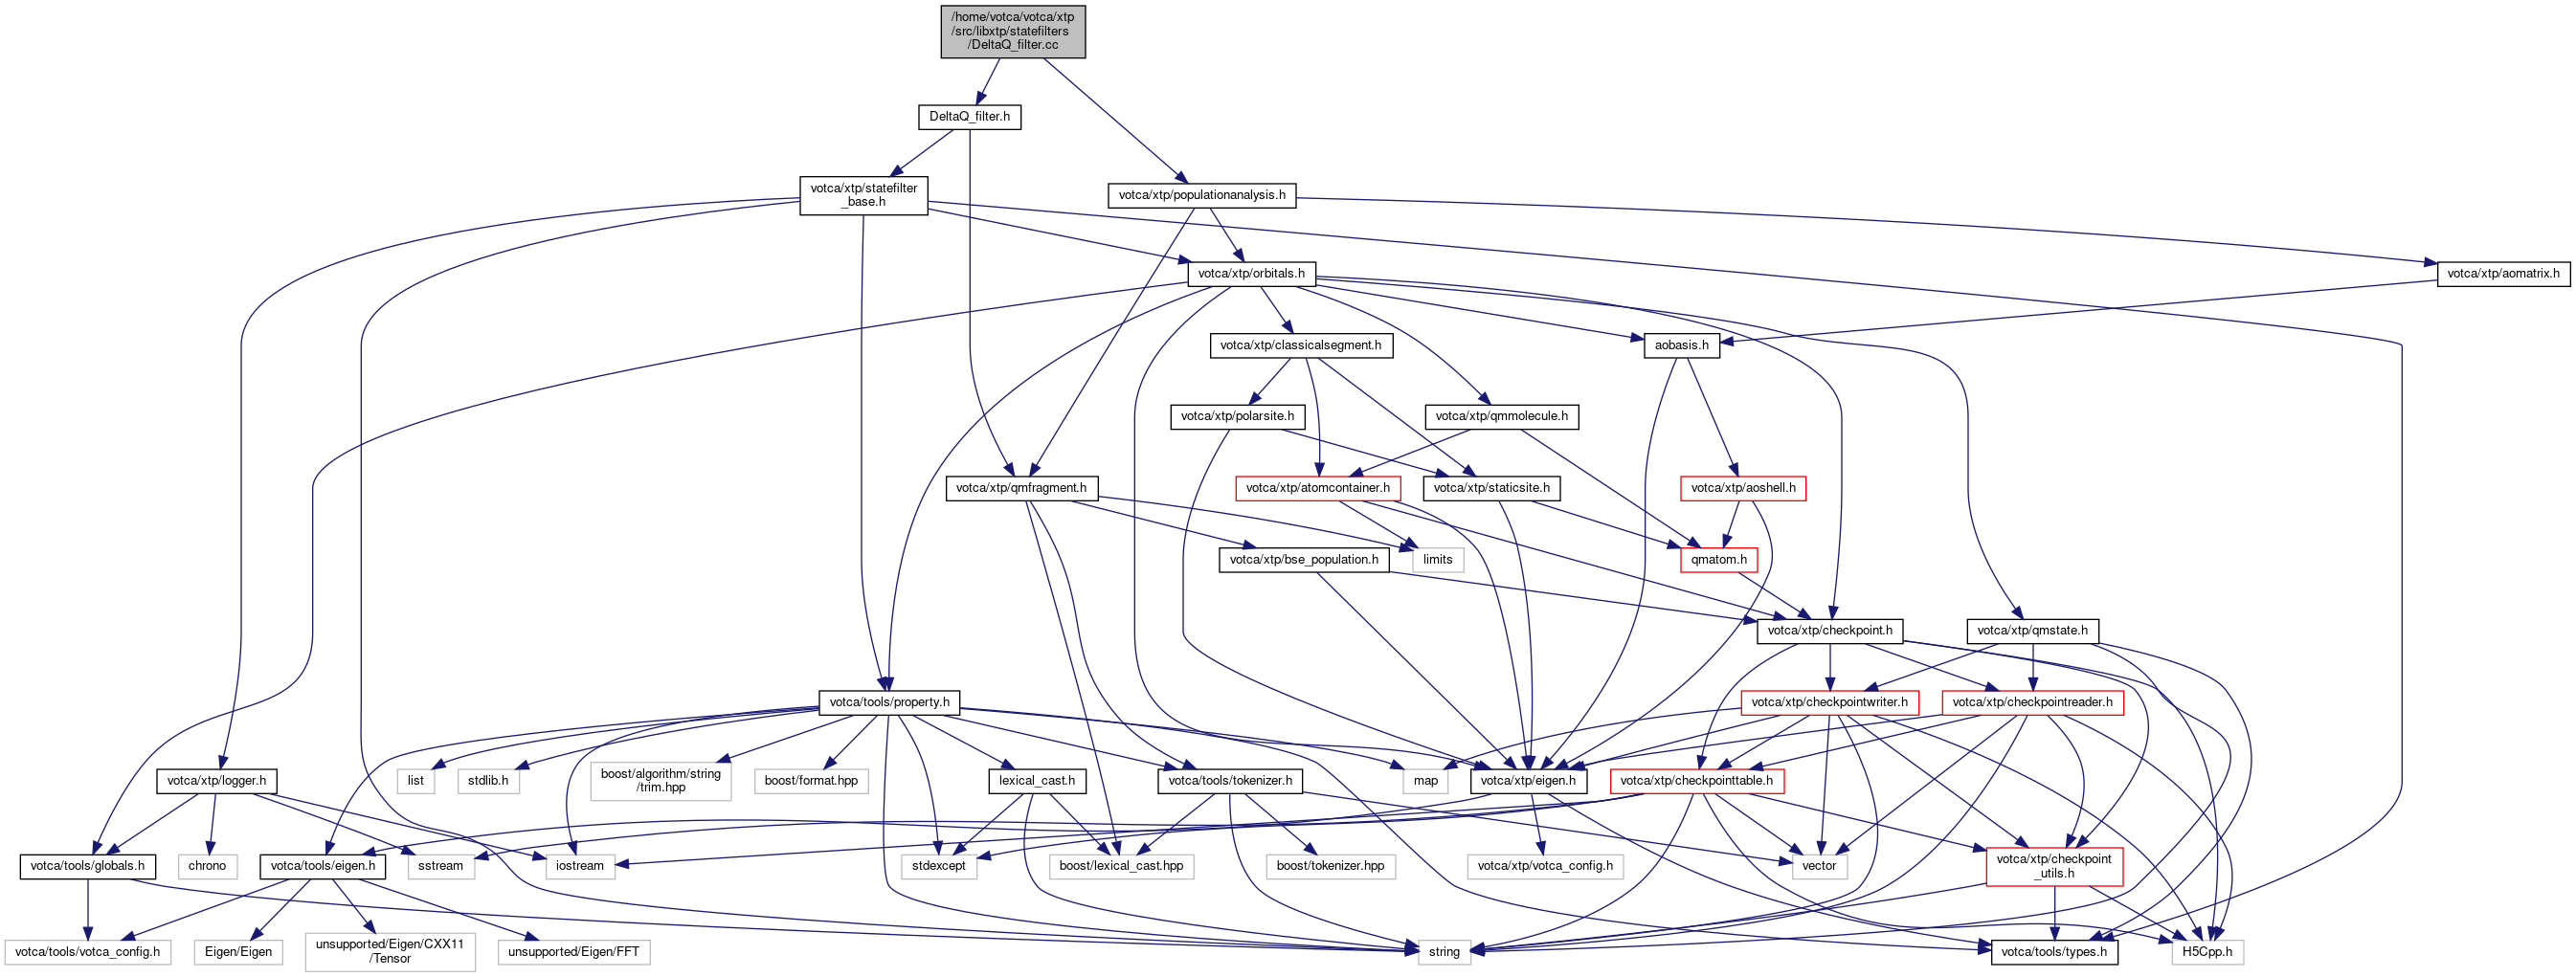 /home/votca/votca/xtp
/src/libxtp/statefilters
/DeltaQ_filter.cc
DeltaQ_filter.h
votca/xtp/statefilter
_base.h
votca/xtp/populationanalysis.h
votca/xtp/orbitals.h
votca/xtp/aomatrix.h
votca/xtp/classicalsegment.h
aobasis.h
votca/xtp/polarsite.h
votca/xtp/qmmolecule.h
votca/xtp/qmfragment.h
votca/xtp/atomcontainer.h
votca/xtp/staticsite.h
votca/xtp/aoshell.h
votca/xtp/bse_population.h
limits
qmatom.h
votca/xtp/checkpoint.h
votca/xtp/qmstate.h
votca/tools/property.h
votca/xtp/checkpointwriter.h
votca/xtp/checkpointreader.h
votca/xtp/logger.h
list
stdlib.h
boost/algorithm/string
/trim.hpp
boost/format.hpp
lexical_cast.h
votca/tools/tokenizer.h
map
votca/xtp/eigen.h
votca/xtp/checkpointtable.h
votca/tools/globals.h
chrono
votca/tools/eigen.h
sstream
iostream
stdexcept
boost/lexical_cast.hpp
boost/tokenizer.hpp
votca/xtp/votca_config.h
vector
votca/xtp/checkpoint
_utils.h
votca/tools/votca_config.h
Eigen/Eigen
unsupported/Eigen/CXX11
/Tensor
unsupported/Eigen/FFT
string
votca/tools/types.h
H5Cpp.h